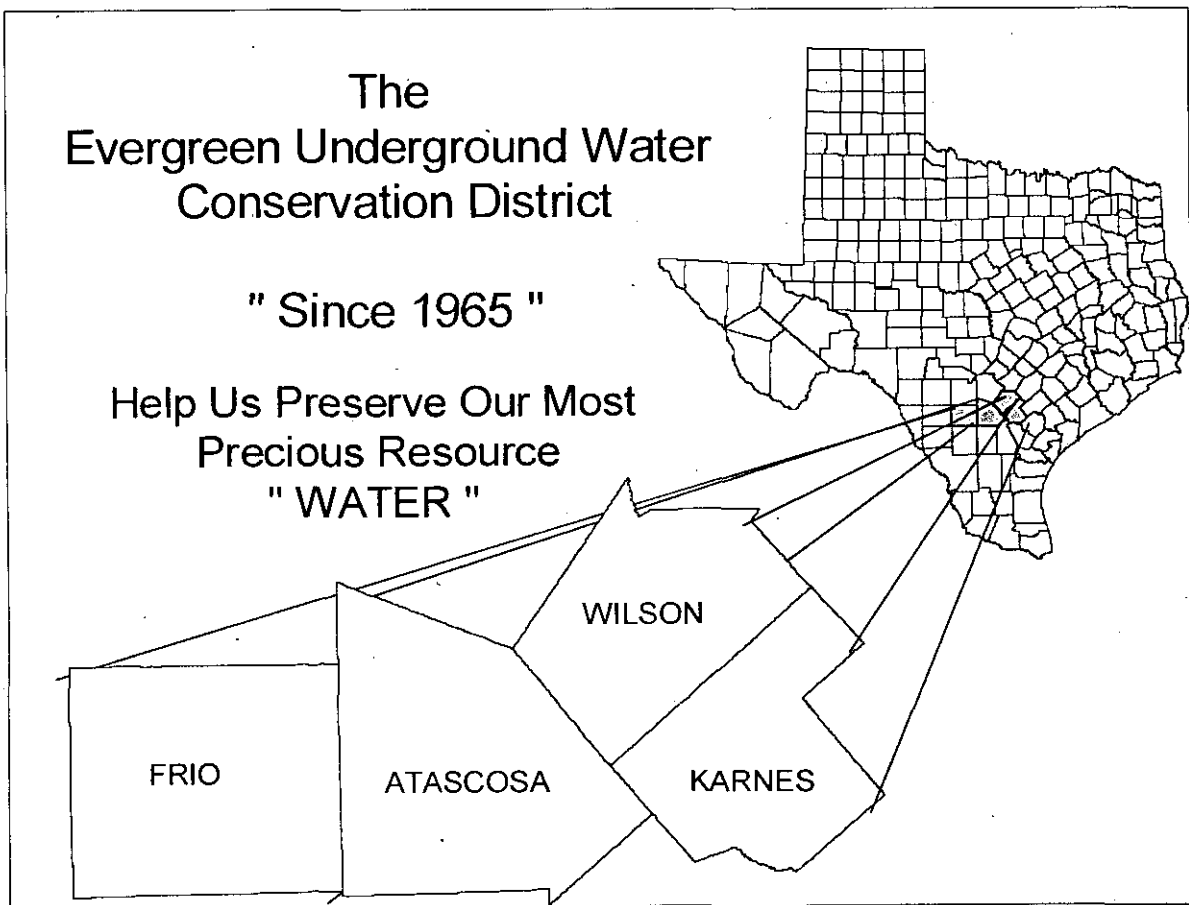 The
Evergreen Underground Water
Conservation District
" Since 1965 "
Help Us Preserve Our Most
Precious Resource
" WATER "
WILSON
FRIO
ATASCOSA
KARNES